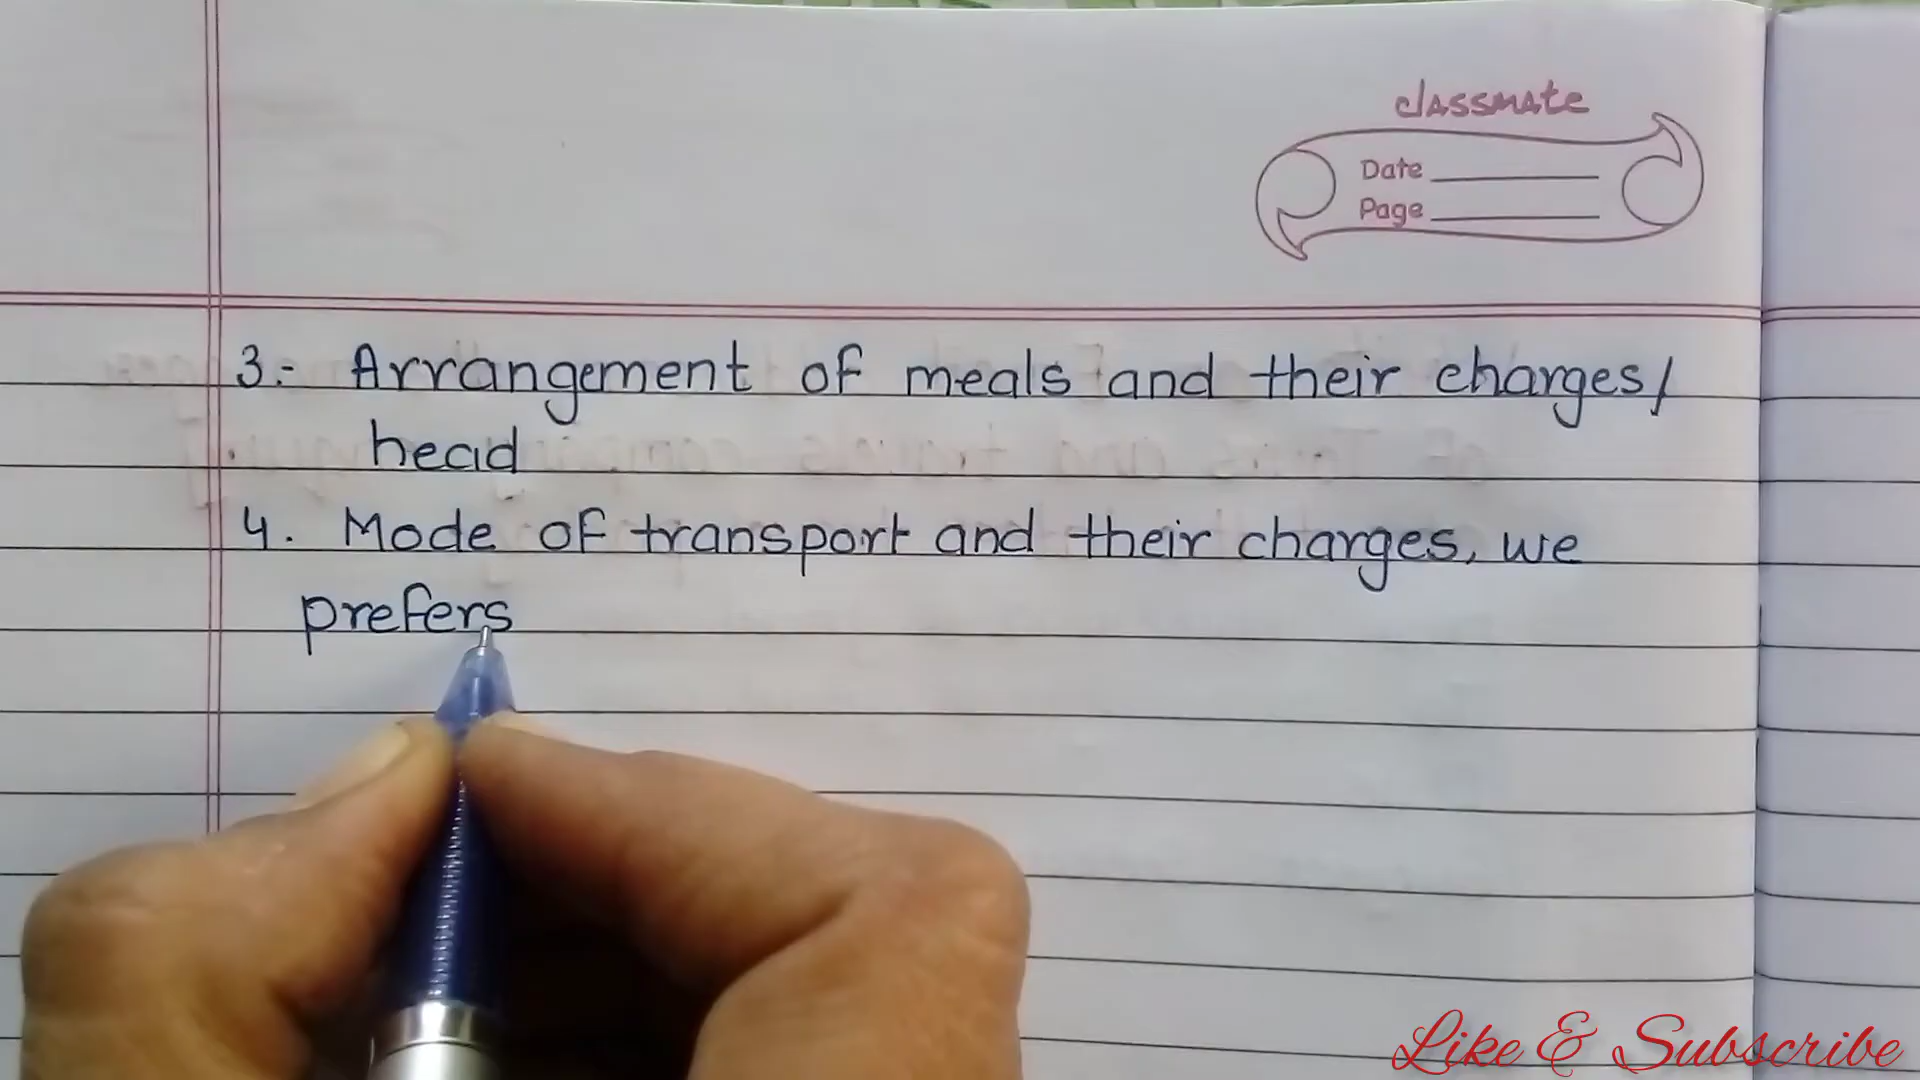 classmate
Date
Page
3.- Arrangement of meals and their charges/
head
4. Mode of transport and their charges, we
prefers
Like & Subscribe